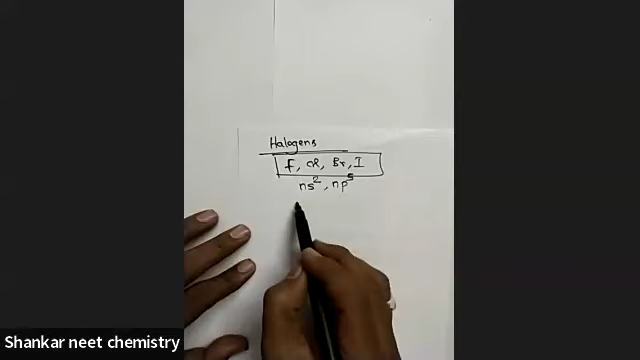 Halogens
F, Cl, Br, I
ns², np⁵
Shankar neet chemistry